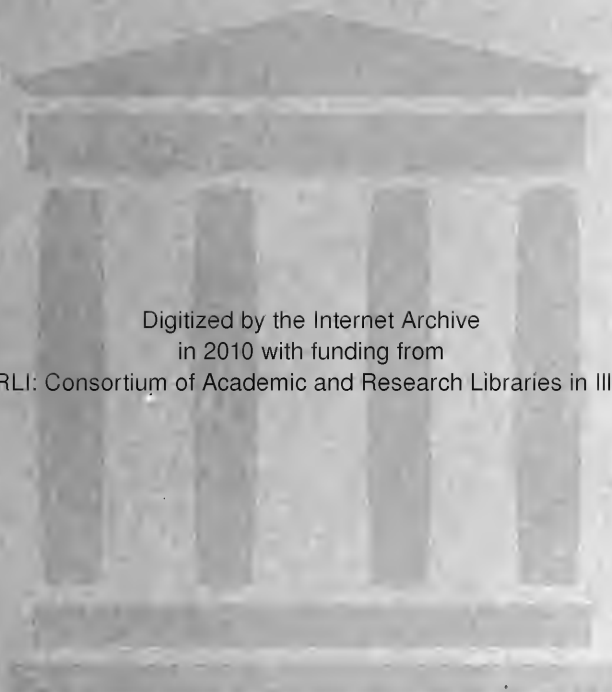 Digitized by the Internet Archive
in 2010 with funding from
RLI: Consortium of Academic and Research Libraries in Ill